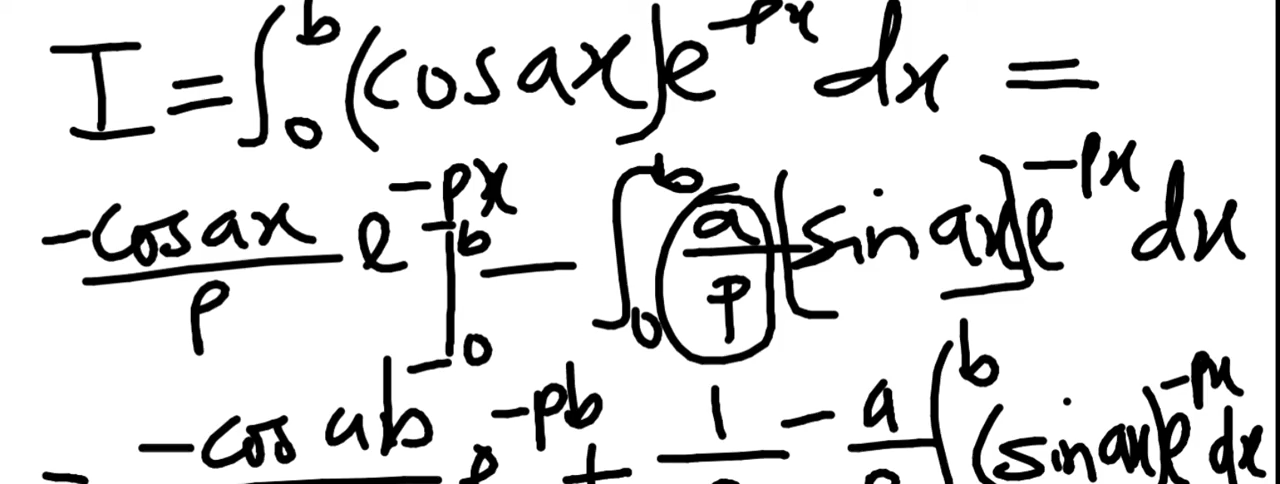 I = ∫₀ᵇ (cos ax) e^{-px} dx =
-cos ax / p e^{-px} |₀ᵇ - ∫₀ᵇ a/p (sin ax) e^{-px} dx
= -cos ab e^{-pb} + 1 - a ∫ᵇ (sin ax) e^{-px} dx